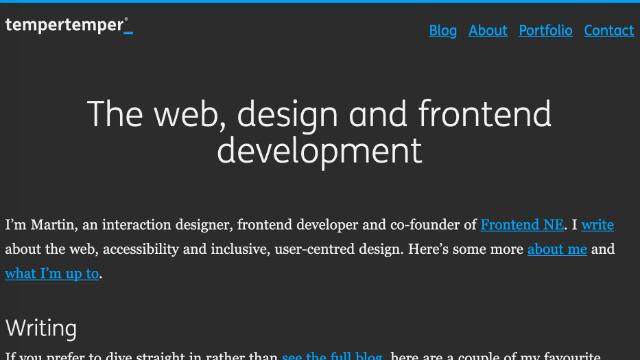 tempertemper®_
Blog About Portfolio Contact
The web, design and frontend
development
I'm Martin, an interaction designer, frontend developer and co-founder of Frontend NE. I write
about the web, accessibility and inclusive, user-centred design. Here's some more about me and
what I'm up to.
Writing
If you prefer to dive straight in rather than see the full blog, here are a couple of my favourite